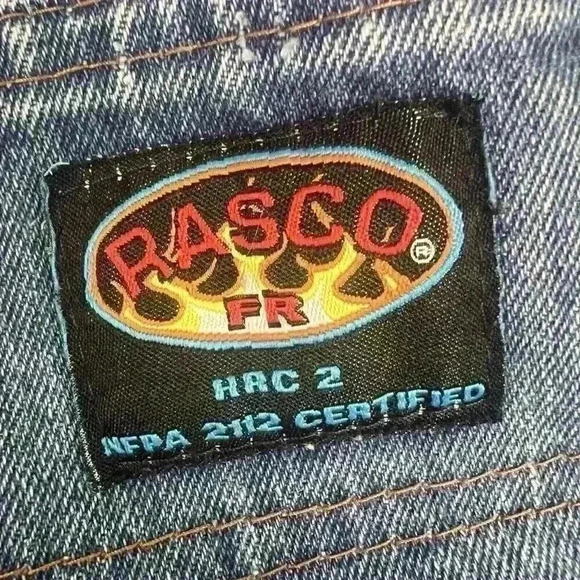 RASCO®
FR
HRC 2
NFPA 2112 CERTIFIED